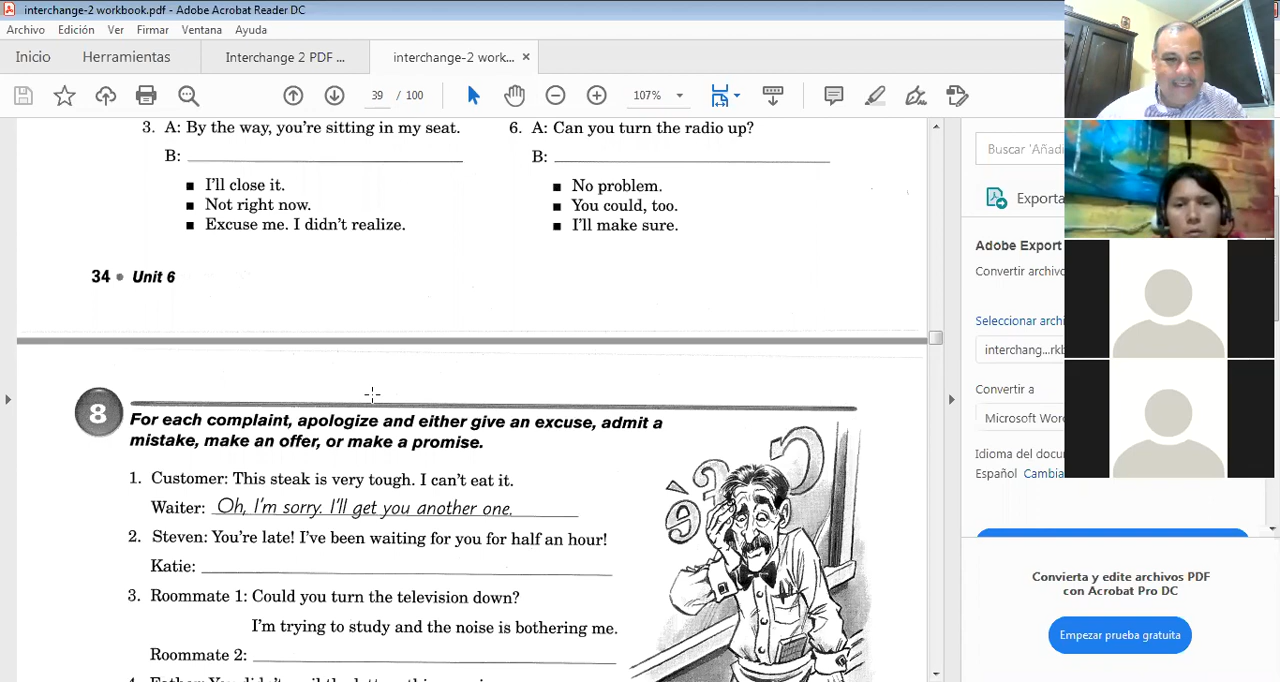 interchange-2 workbook.pdf - Adobe Acrobat Reader DC
Archivo Edición Ver Firmar Ventana Ayuda
Inicio Herramientas Interchange 2 PDF ... interchange-2 work... ×
39 / 100 107%
3. A: By the way, you're sitting in my seat.
B:
■ I'll close it.
■ Not right now.
■ Excuse me. I didn't realize.
6. A: Can you turn the radio up?
B:
■ No problem.
■ You could, too.
■ I'll make sure.
34 • Unit 6
8
For each complaint, apologize and either give an excuse, admit a
mistake, make an offer, or make a promise.
1. Customer: This steak is very tough. I can't eat it.
Waiter: Oh, I'm sorry. I'll get you another one.
2. Steven: You're late! I've been waiting for you for half an hour!
Katie:
3. Roommate 1: Could you turn the television down?
I'm trying to study and the noise is bothering me.
Roommate 2:
Buscar 'Añadi
Exporta
Adobe Export
Convertir archivo
Seleccionar archi
interchang...rkb
Convertir a
Microsoft Word
Idioma del docu
Español Cambia
Convierta y edite archivos PDF
con Acrobat Pro DC
Empezar prueba gratuita